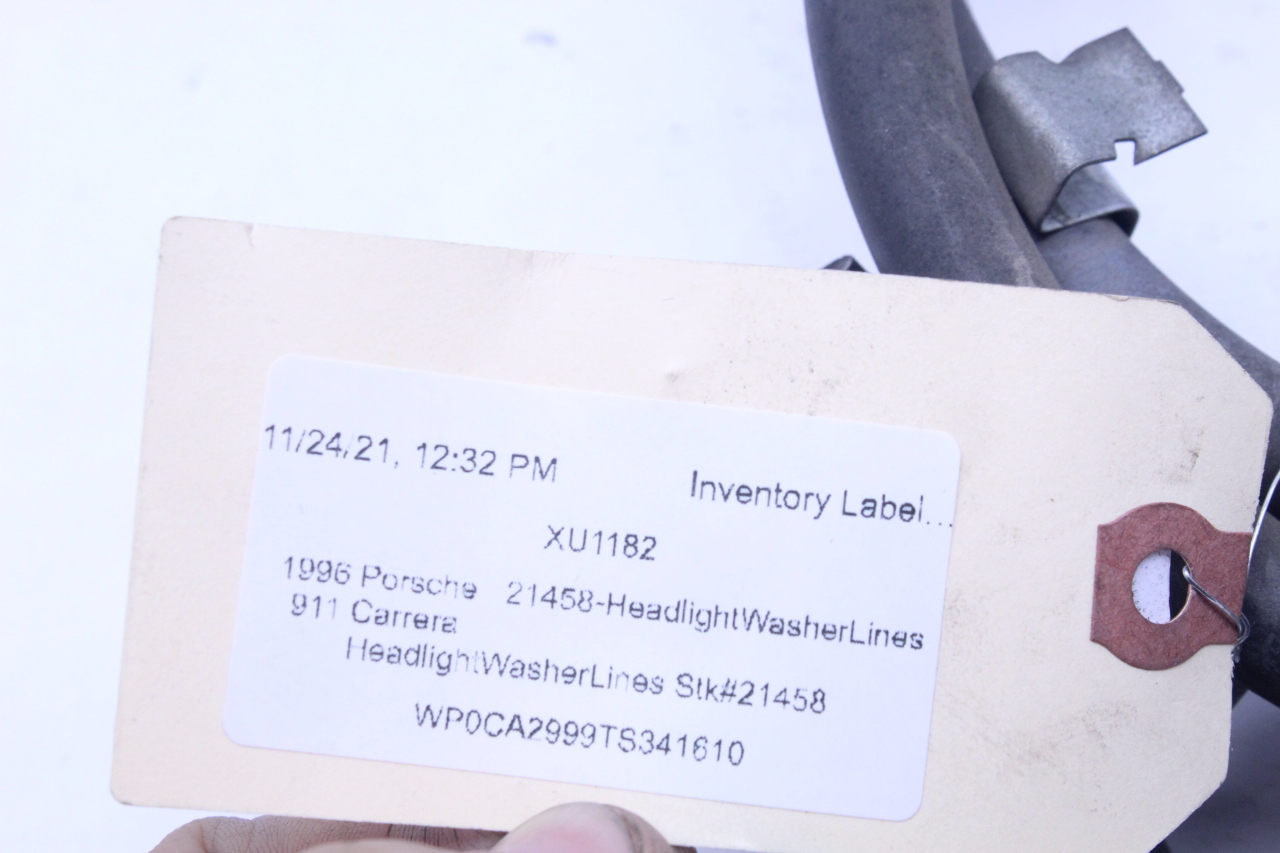 11/24/21, 12:32 PM Inventory Label...
XU1182
1996 Porsche 21458-HeadlightWasherLines
911 Carrera
HeadlightWasherLines Stk#21458
WP0CA2999TS341610